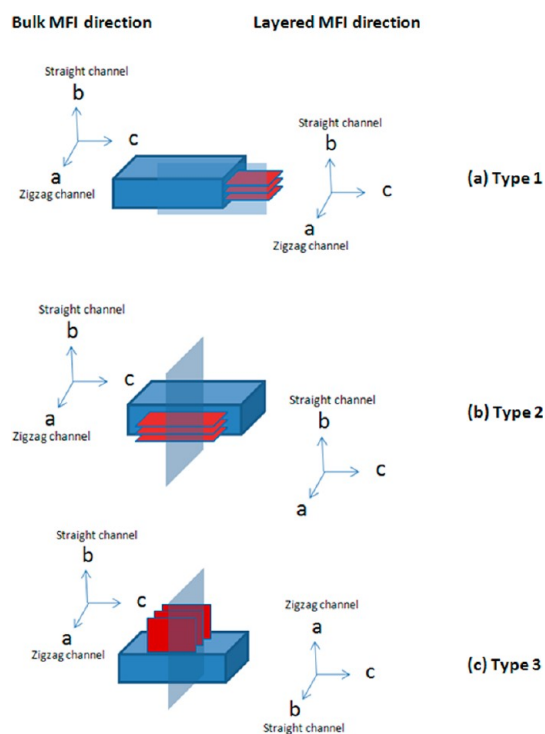 Bulk MFI direction
Layered MFI direction
Straight channel
b
c
a
Zigzag channel
Straight channel
b
c
a
Zigzag channel
(a) Type 1
Straight channel
b
c
a
Zigzag channel
Straight channel
b
c
a
(b) Type 2
Straight channel
b
c
a
Zigzag channel
Zigzag channel
a
c
b
Straight channel
(c) Type 3